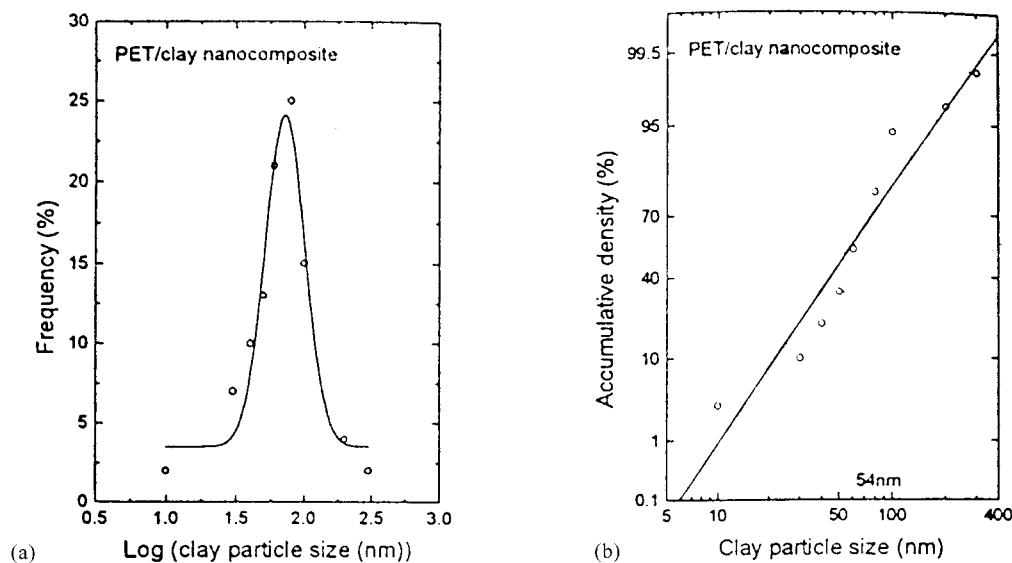 30
25
20
15
10
5
0
Frequency (%)
PET/clay nanocomposite
0.5 1.0 1.5 2.0 2.5 3.0
(a) Log (clay particle size (nm))
99.5
95
70
40
10
1
0.1
Accumulative density (%)
PET/clay nanocomposite
54nm
5 10 50 100 400
(b) Clay particle size (nm)